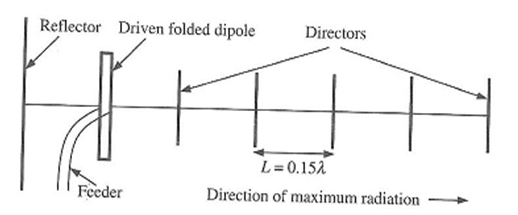 Reflector Driven folded dipole Directors
L = 0.15λ
Feeder Direction of maximum radiation